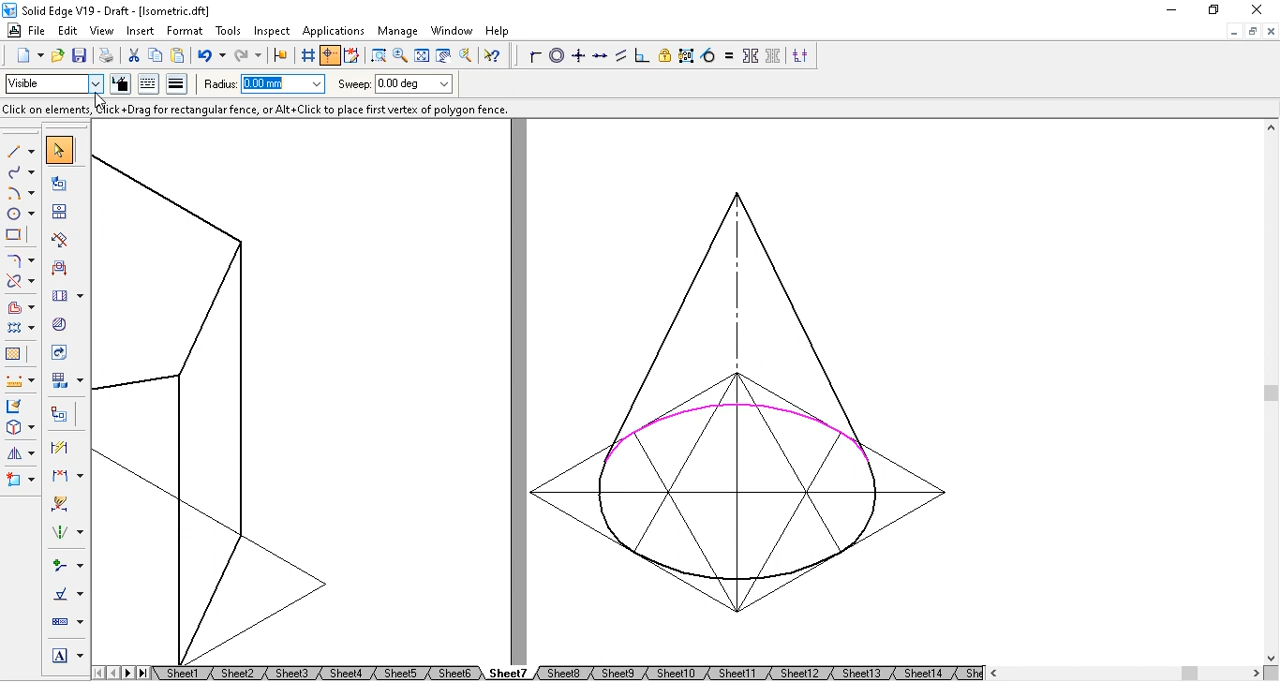 Solid Edge V19 - Draft - [Isometric.dft]
File Edit View Insert Format Tools Inspect Applications Manage Window Help
Visible Radius: 0.00 mm Sweep: 0.00 deg
Click on elements, Click+Drag for rectangular fence, or Alt+Click to place first vertex of polygon fence.
A
Sheet1 Sheet2 Sheet3 Sheet4 Sheet5 Sheet6 Sheet7 Sheet8 Sheet9 Sheet10 Sheet11 Sheet12 Sheet13 Sheet14 She